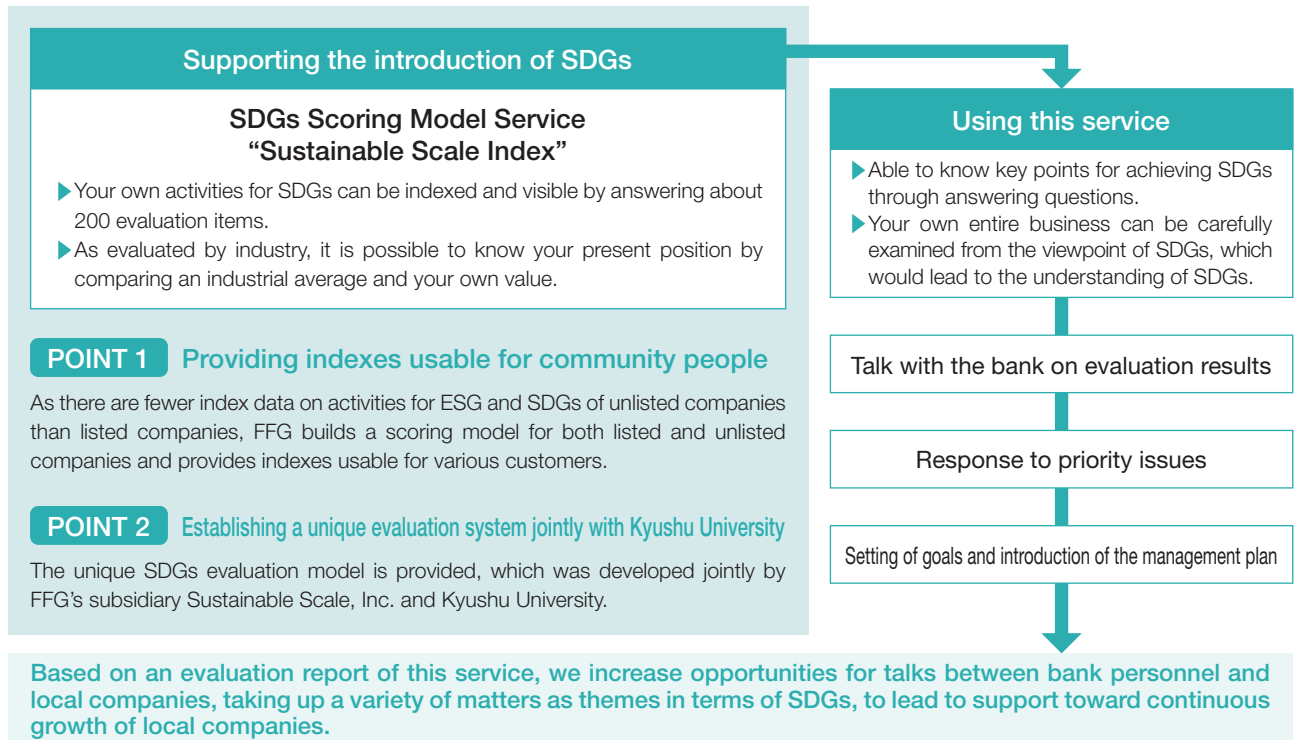 Supporting the introduction of SDGs
SDGs Scoring Model Service
“Sustainable Scale Index”
▶Your own activities for SDGs can be indexed and visible by answering about
200 evaluation items.
▶As evaluated by industry, it is possible to know your present position by
comparing an industrial average and your own value.
POINT 1 Providing indexes usable for community people
As there are fewer index data on activities for ESG and SDGs of unlisted companies
than listed companies, FFG builds a scoring model for both listed and unlisted
companies and provides indexes usable for various customers.
POINT 2 Establishing a unique evaluation system jointly with Kyushu University
The unique SDGs evaluation model is provided, which was developed jointly by
FFG’s subsidiary Sustainable Scale, Inc. and Kyushu University.
Using this service
▶Able to know key points for achieving SDGs
through answering questions.
▶Your own entire business can be carefully
examined from the viewpoint of SDGs, which
would lead to the understanding of SDGs.
Talk with the bank on evaluation results
Response to priority issues
Setting of goals and introduction of the management plan
Based on an evaluation report of this service, we increase opportunities for talks between bank personnel and
local companies, taking up a variety of matters as themes in terms of SDGs, to lead to support toward continuous
growth of local companies.